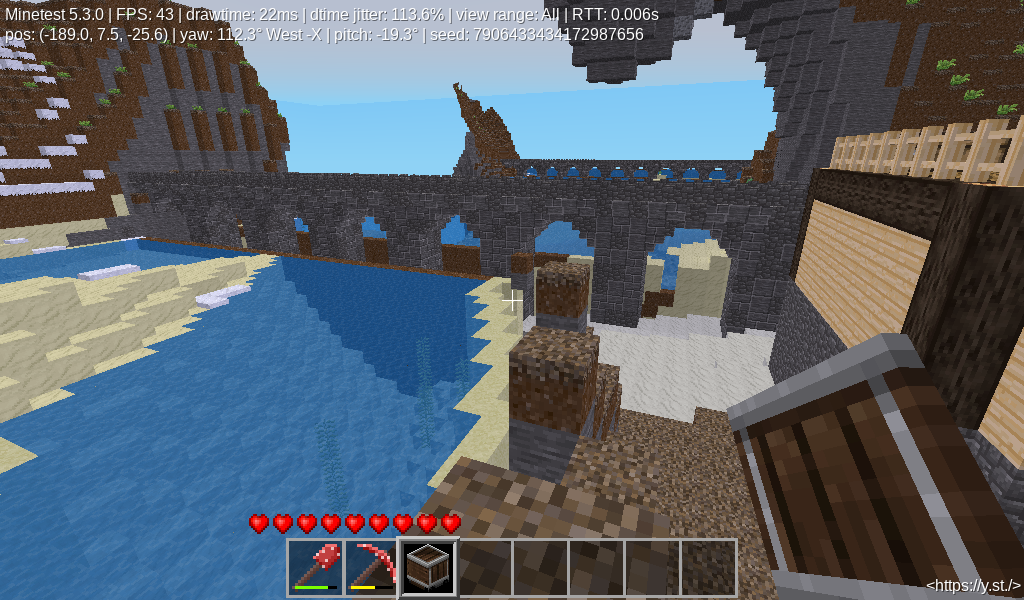 Minetest 5.3.0 | FPS: 43 | drawtime: 22ms | dtime jitter: 113.6% | view range: All | RTT: 0.006s
pos: (-189.0, 7.5, -25.6) | yaw: 112.3° West -X | pitch: -19.3° | seed: 7906433434172987656
<https://y.st./>